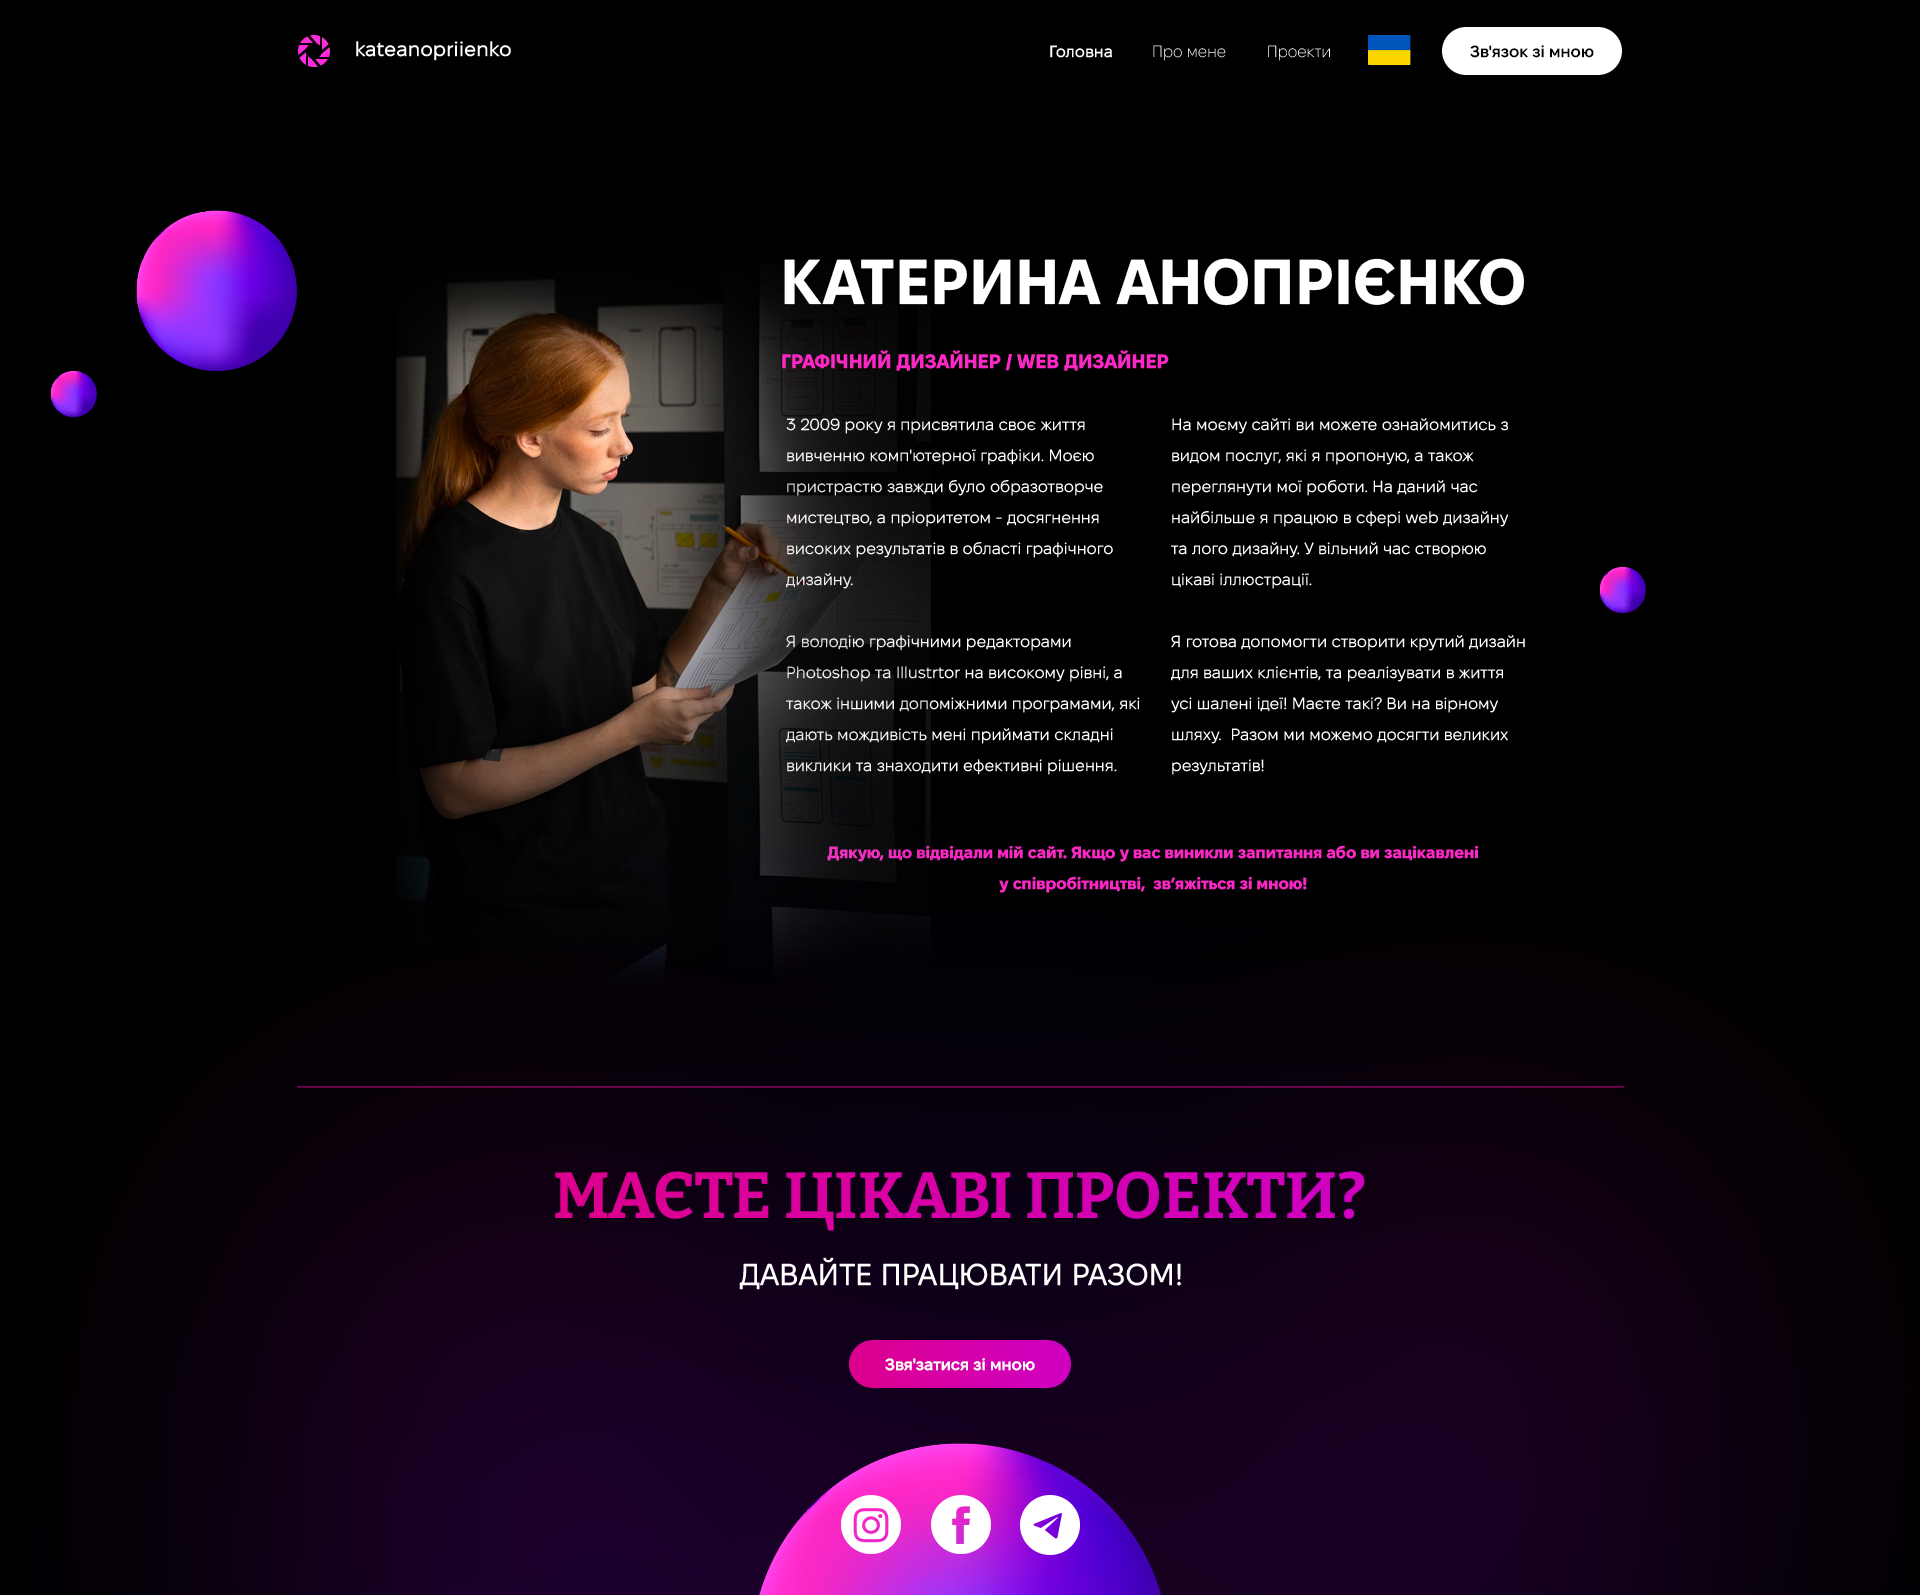 kateanopriienko
Головна
Про мене
Проекти
Зв'язок зі мною
КАТЕРИНА АНОПРІЄНКО
ГРАФІЧНИЙ ДИЗАЙНЕР / WEB ДИЗАЙНЕР
З 2009 року я присвятила своє життя
вивченню комп'ютерної графіки. Моєю
пристрастю завжди було образотворче
мистецтво, а пріоритетом - досягнення
високих результатів в області графічного
дизайну.
Я володію графічними редакторами
Photoshop та Illustrtor на високому рівні, а
також іншими допоміжними програмами, які
дають мождивість мені приймати складні
виклики та знаходити ефективні рішення.
На моєму сайті ви можете ознайомитись з
видом послуг, які я пропоную, а також
переглянути мої роботи. На даний час
найбільше я працюю в сфері web дизайну
та лого дизайну. У вільний час створюю
цікаві іллюстрації.
Я готова допомогти створити крутий дизайн
для ваших клієнтів, та реалізувати в життя
усі шалені ідеї! Маєте такі? Ви на вірному
шляху.  Разом ми можемо досягти великих
результатів!
Дякую, що відвідали мій сайт. Якщо у вас виникли запитання або ви зацікавлені
у співробітництві,  зв’яжіться зі мною!
МАЄТЕ ЦІКАВІ ПРОЕКТИ?
ДАВАЙТЕ ПРАЦЮВАТИ РАЗОМ!
Звя'затися зі мною